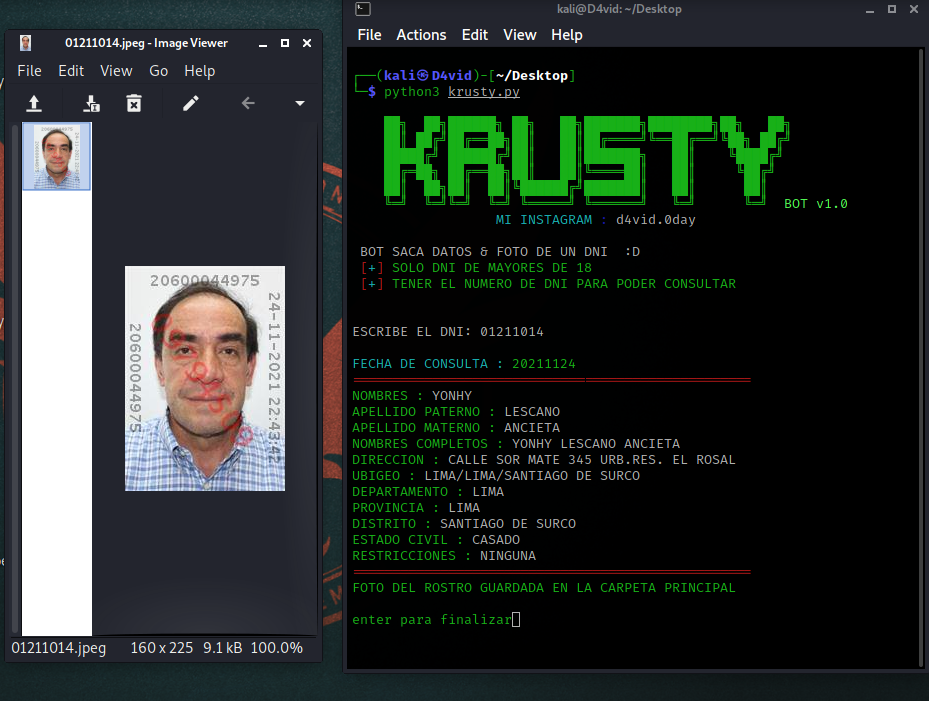 01211014.jpeg - Image Viewer
File Edit View Go Help
20600044975
24-11-2021 22:43:42
20600044975
01211014.jpeg 160 x 225 9.1 kB 100.0%
kali@D4vid: ~/Desktop
File Actions Edit View Help
(kali㉿D4vid)-[~/Desktop]
$ python3 krusty.py
KRUSTY
BOT v1.0
MI INSTAGRAM : d4vid.0day
BOT SACA DATOS & FOTO DE UN DNI :D
[+] SOLO DNI DE MAYORES DE 18
[+] TENER EL NUMERO DE DNI PARA PODER CONSULTAR
ESCRIBE EL DNI: 01211014
FECHA DE CONSULTA : 20211124
NOMBRES : YONHY
APELLIDO PATERNO : LESCANO
APELLIDO MATERNO : ANCIETA
NOMBRES COMPLETOS : YONHY LESCANO ANCIETA
DIRECCION : CALLE SOR MATE 345 URB.RES. EL ROSAL
UBIGEO : LIMA/LIMA/SANTIAGO DE SURCO
DEPARTAMENTO : LIMA
PROVINCIA : LIMA
DISTRITO : SANTIAGO DE SURCO
ESTADO CIVIL : CASADO
RESTRICCIONES : NINGUNA
FOTO DEL ROSTRO GUARDADA EN LA CARPETA PRINCIPAL
enter para finalizar